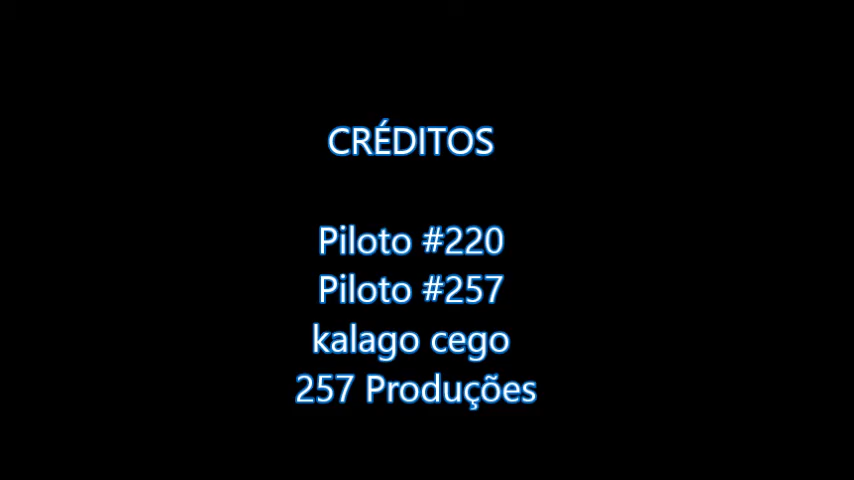 CRÉDITOS
Piloto #220
Piloto #257
kalago cego
257 Produções